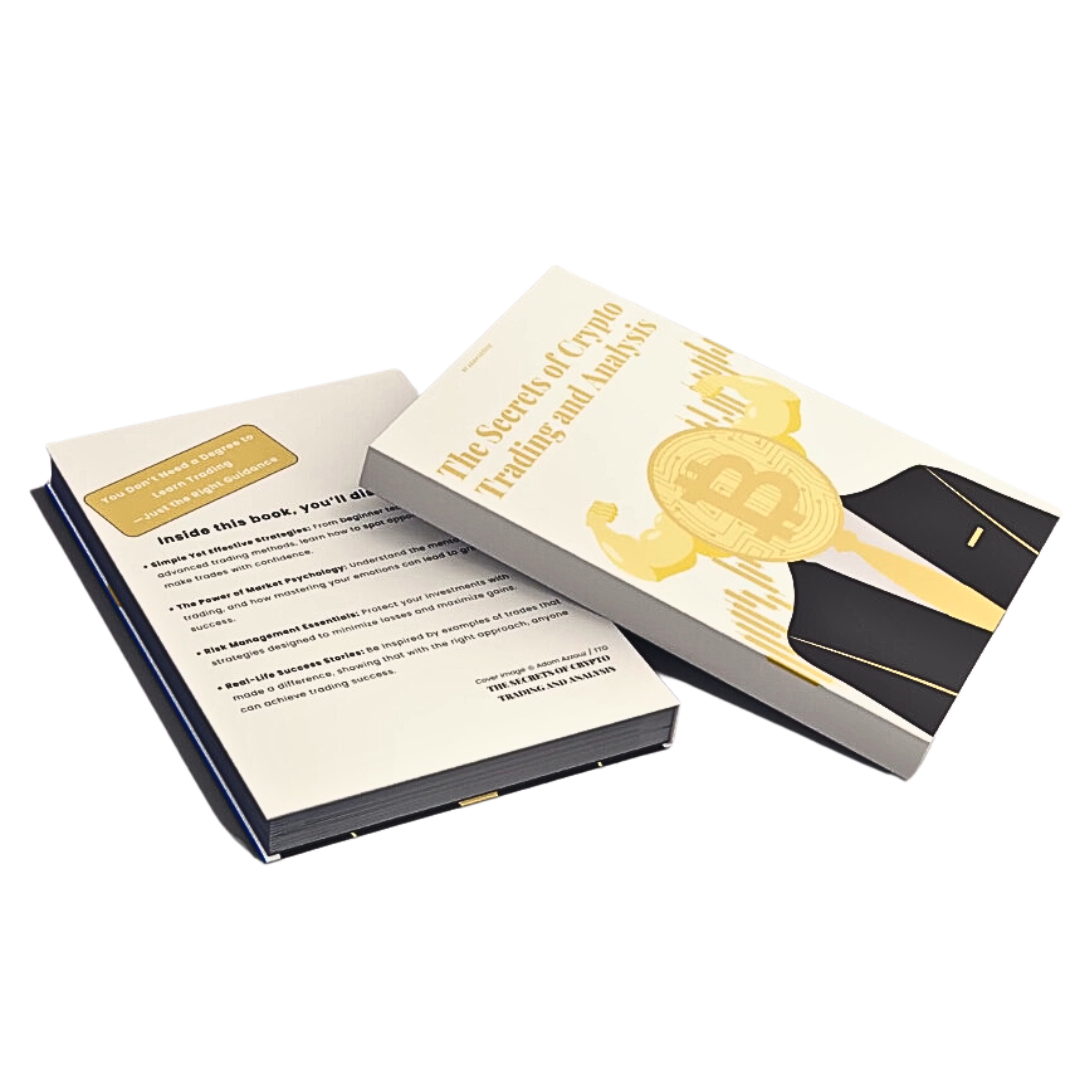 You Don't Need a Degree to
Learn Trading
—Just the Right Guidance
Inside this book, you'll
• Simple Yet Effective Strategies: From beginner
advanced trading methods, learn how to spot
make trades with confidence.
• The Power of Market Psychology: Understand the
trading, and how mastering your emotions can lead to
success.
• Risk Management Essentials: Protect your investments with
strategies designed to minimize losses and maximize gains.
• Real-Life Success Stories: Be inspired by examples of trades that
made a difference, showing that with the right approach, anyone
can achieve trading success.
Cover image © Adam Azzoui / TTG
THE SECRETS OF CRYPTO
TRADING AND ANALYSIS
The Secrets of Crypto
Trading and Analysis